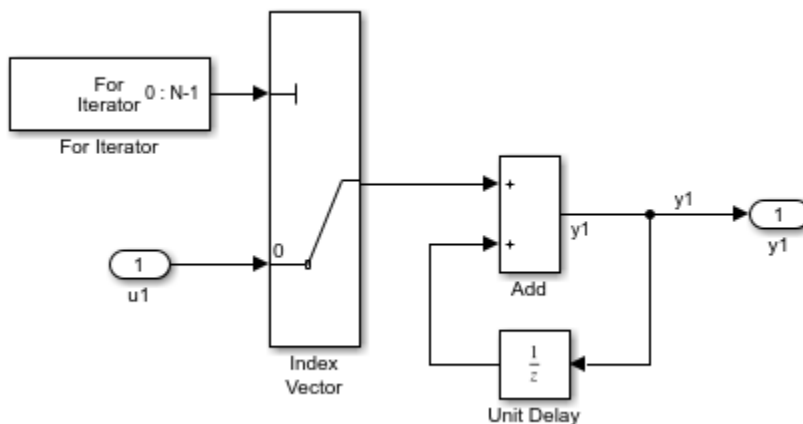 For
Iterator
0 : N-1
For Iterator
1
u1
0
Index
Vector
+
+
Add
y1
y1
1
y1
1
z
Unit Delay